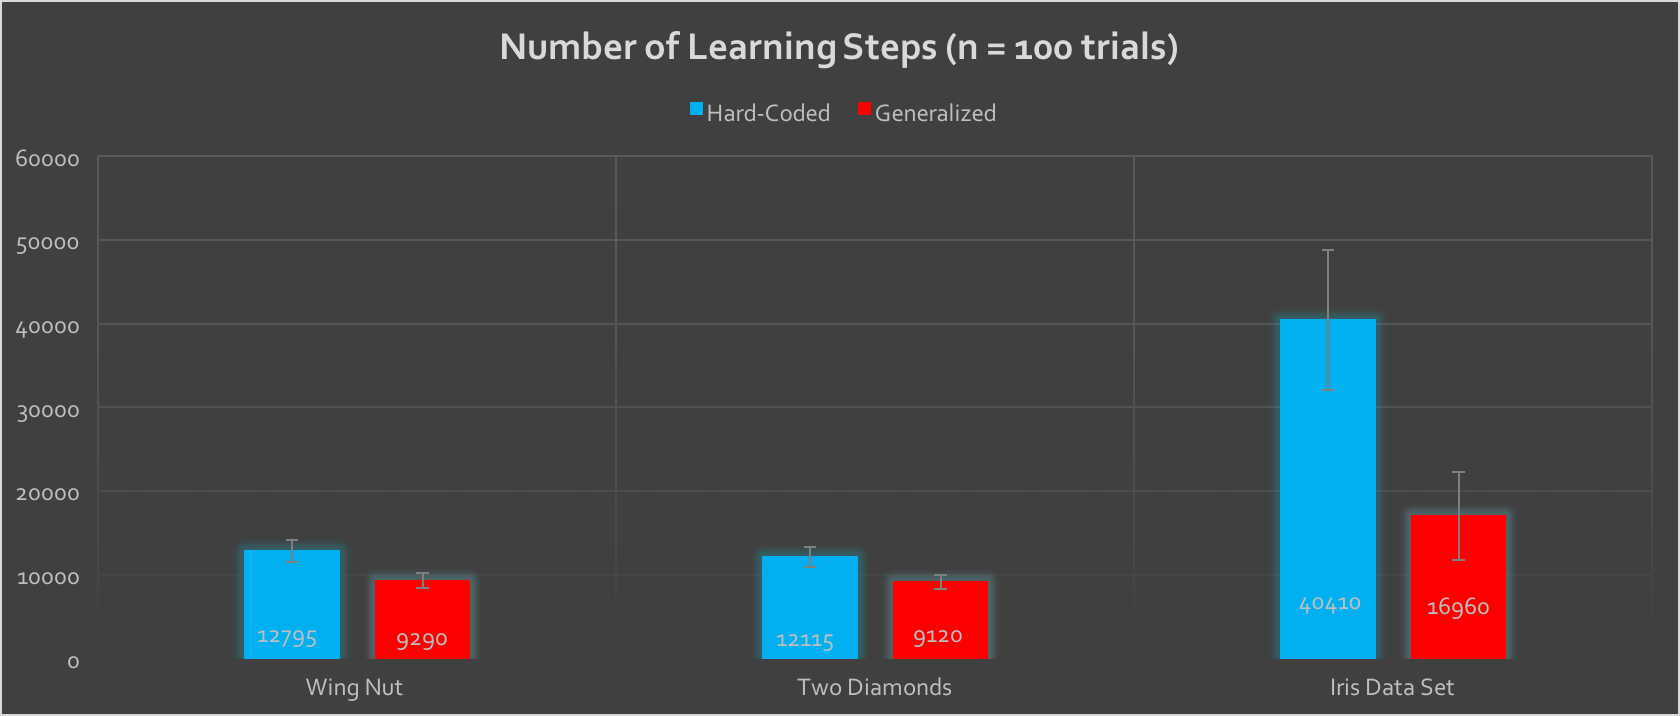 Number of Learning Steps (n = 100 trials)
Hard-Coded Generalized
60000
50000
40000
30000
20000
10000
0
12795 9290 12115 9120 40410 16960
Wing Nut Two Diamonds Iris Data Set